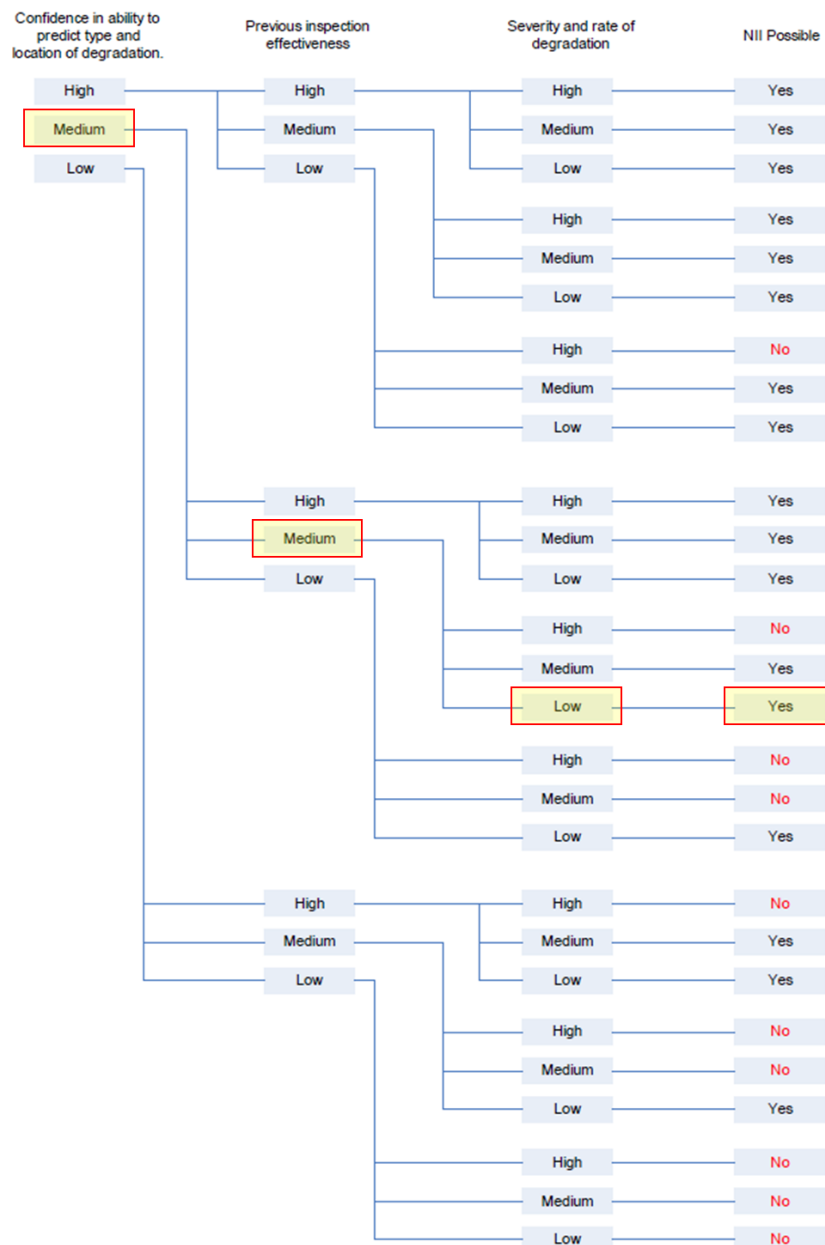 Confidence in ability to
predict type and
location of degradation.
Previous inspection
effectiveness
Severity and rate of
degradation
NII Possible
High High High Yes
Medium Medium Medium Yes
Low Low Low Yes
High Yes
Medium Yes
Low Yes
High No
Medium Yes
Low Yes
High High Yes
Medium Medium Yes
Low Low Yes
High No
Medium Yes
Low Yes
High No
Medium No
Low Yes
High High No
Medium Medium Yes
Low Low Yes
High No
Medium No
Low Yes
High No
Medium No
Low No